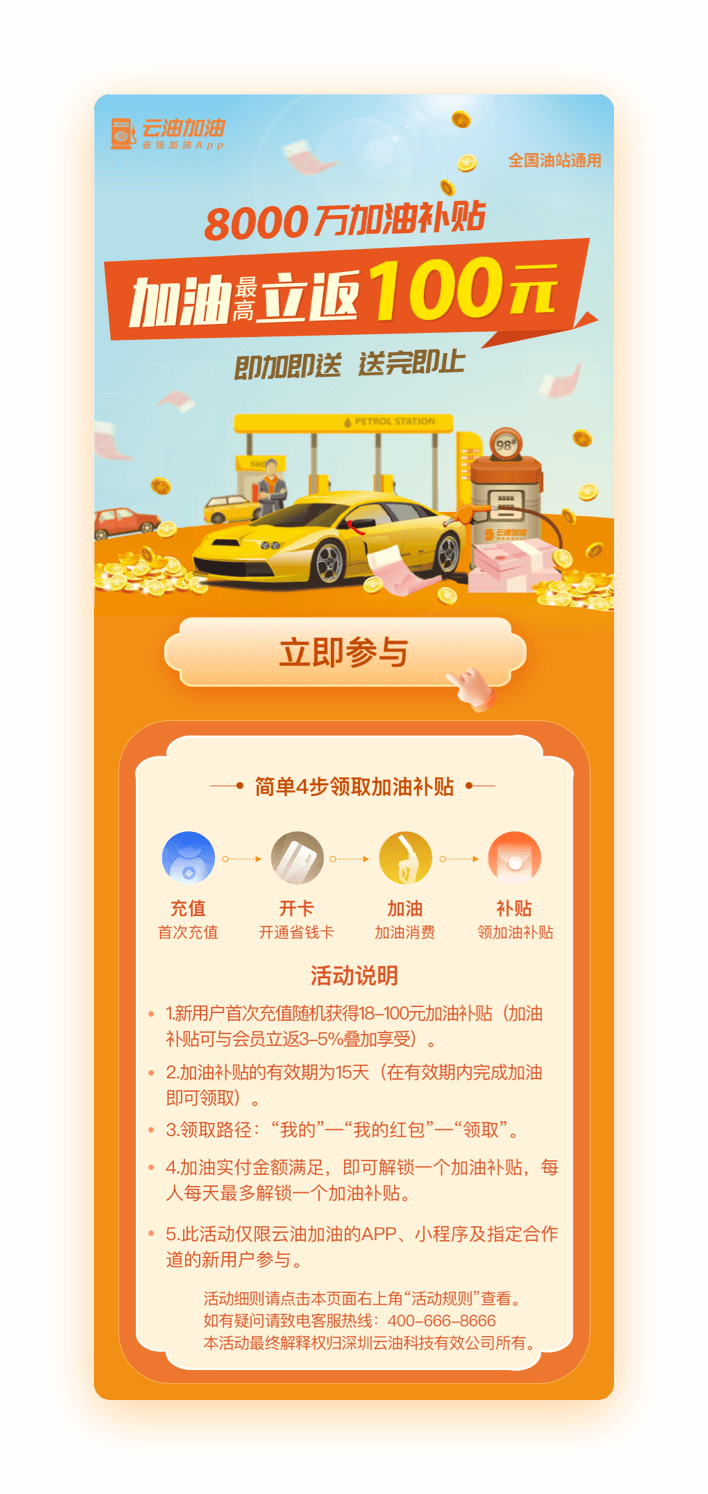 云油加油
省钱加油App
全国油站通用
8000万加油补贴
加油最高立返100元
即加即送 送完即止
PETROL STATION
SHO
98#
云油加油
立即参与
简单4步领取加油补贴
充值 开卡 加油 补贴
首次充值 开通省钱卡 加油消费 领加油补贴
活动说明
1.新用户首次充值随机获得18–100元加油补贴（加油
补贴可与会员立返3–5%叠加享受）。
2.加油补贴的有效期为15天（在有效期内完成加油
即可领取）。
3.领取路径：“我的”—“我的红包”—“领取”。
4.加油实付金额满足，即可解锁一个加油补贴，每
人每天最多解锁一个加油补贴。
5.此活动仅限云油加油的APP、小程序及指定合作
道的新用户参与。
活动细则请点击本页面右上角“活动规则”查看。
如有疑问请致电客服热线：400–666–8666
本活动最终解释权归深圳云油科技有效公司所有。